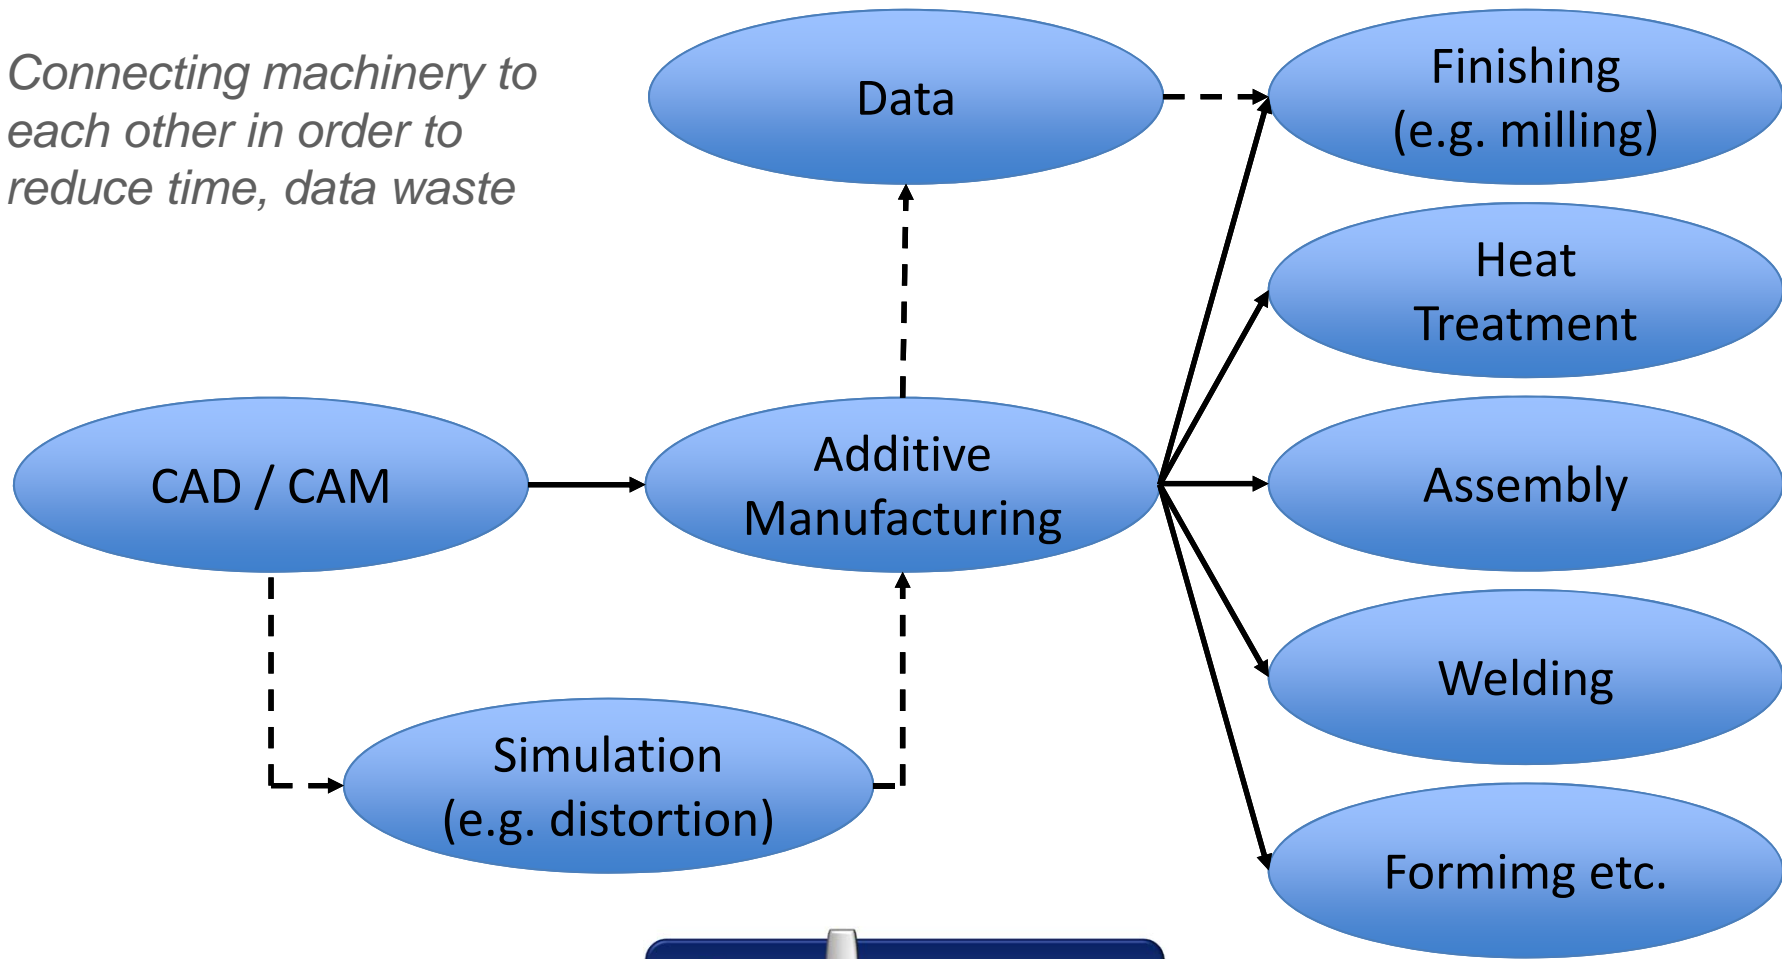 Connecting machinery to
each other in order to
reduce time, data waste
Data
Finishing
(e.g. milling)
Heat
Treatment
CAD / CAM
Additive
Manufacturing
Assembly
Welding
Simulation
(e.g. distortion)
Formimg etc.